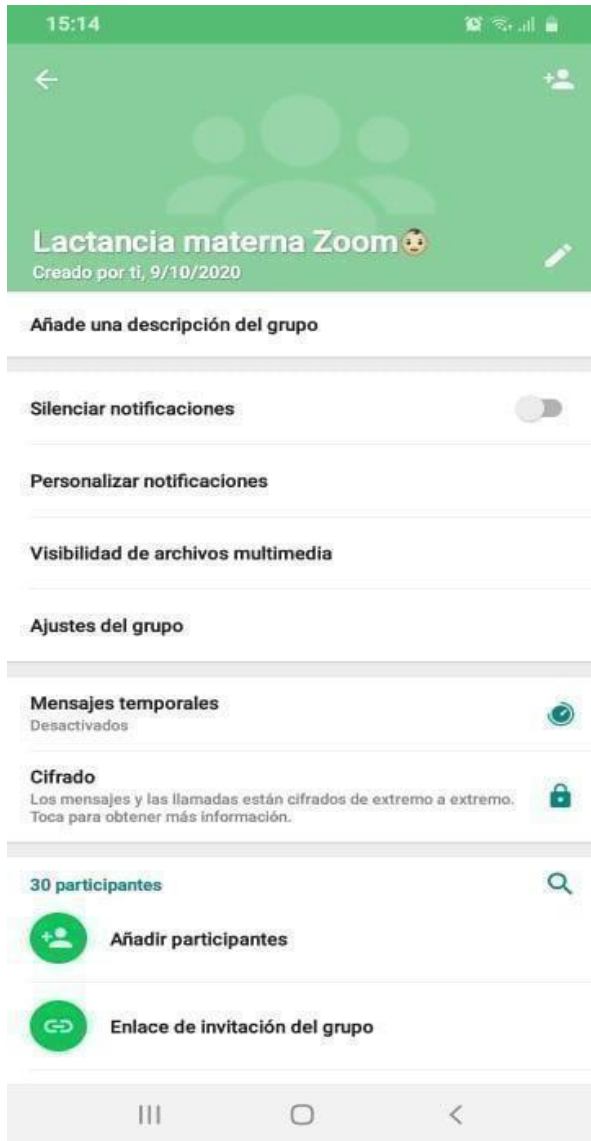 15:14
Lactancia materna Zoom👶🏻
Creado por ti, 9/10/2020
Añade una descripción del grupo
Silenciar notificaciones
Personalizar notificaciones
Visibilidad de archivos multimedia
Ajustes del grupo
Mensajes temporales
Desactivados
Cifrado
Los mensajes y las llamadas están cifrados de extremo a extremo.
Toca para obtener más información.
30 participantes
Añadir participantes
Enlace de invitación del grupo